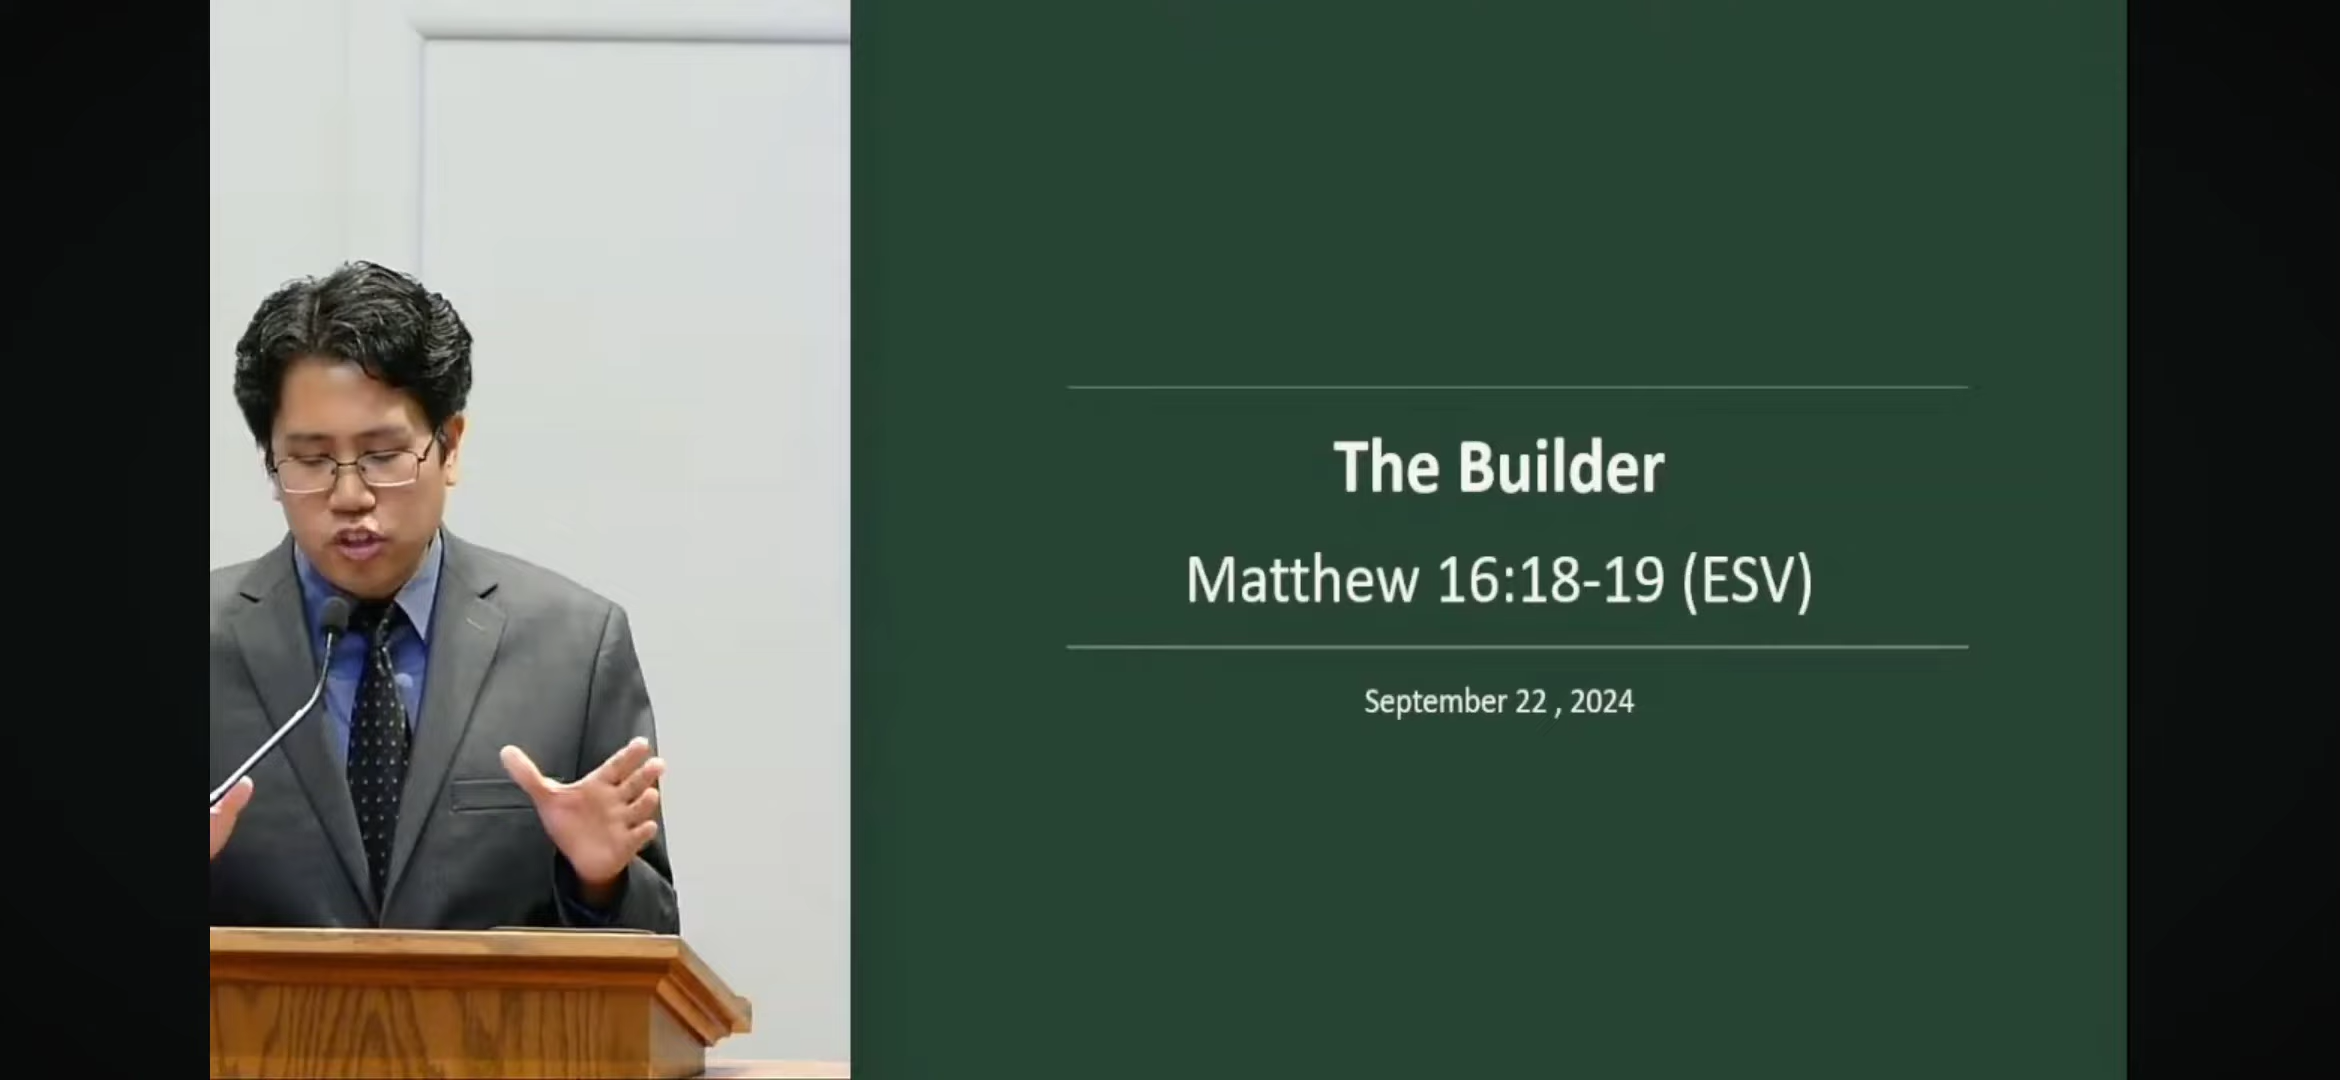 The Builder
Matthew 16:18-19 (ESV)
September 22 , 2024